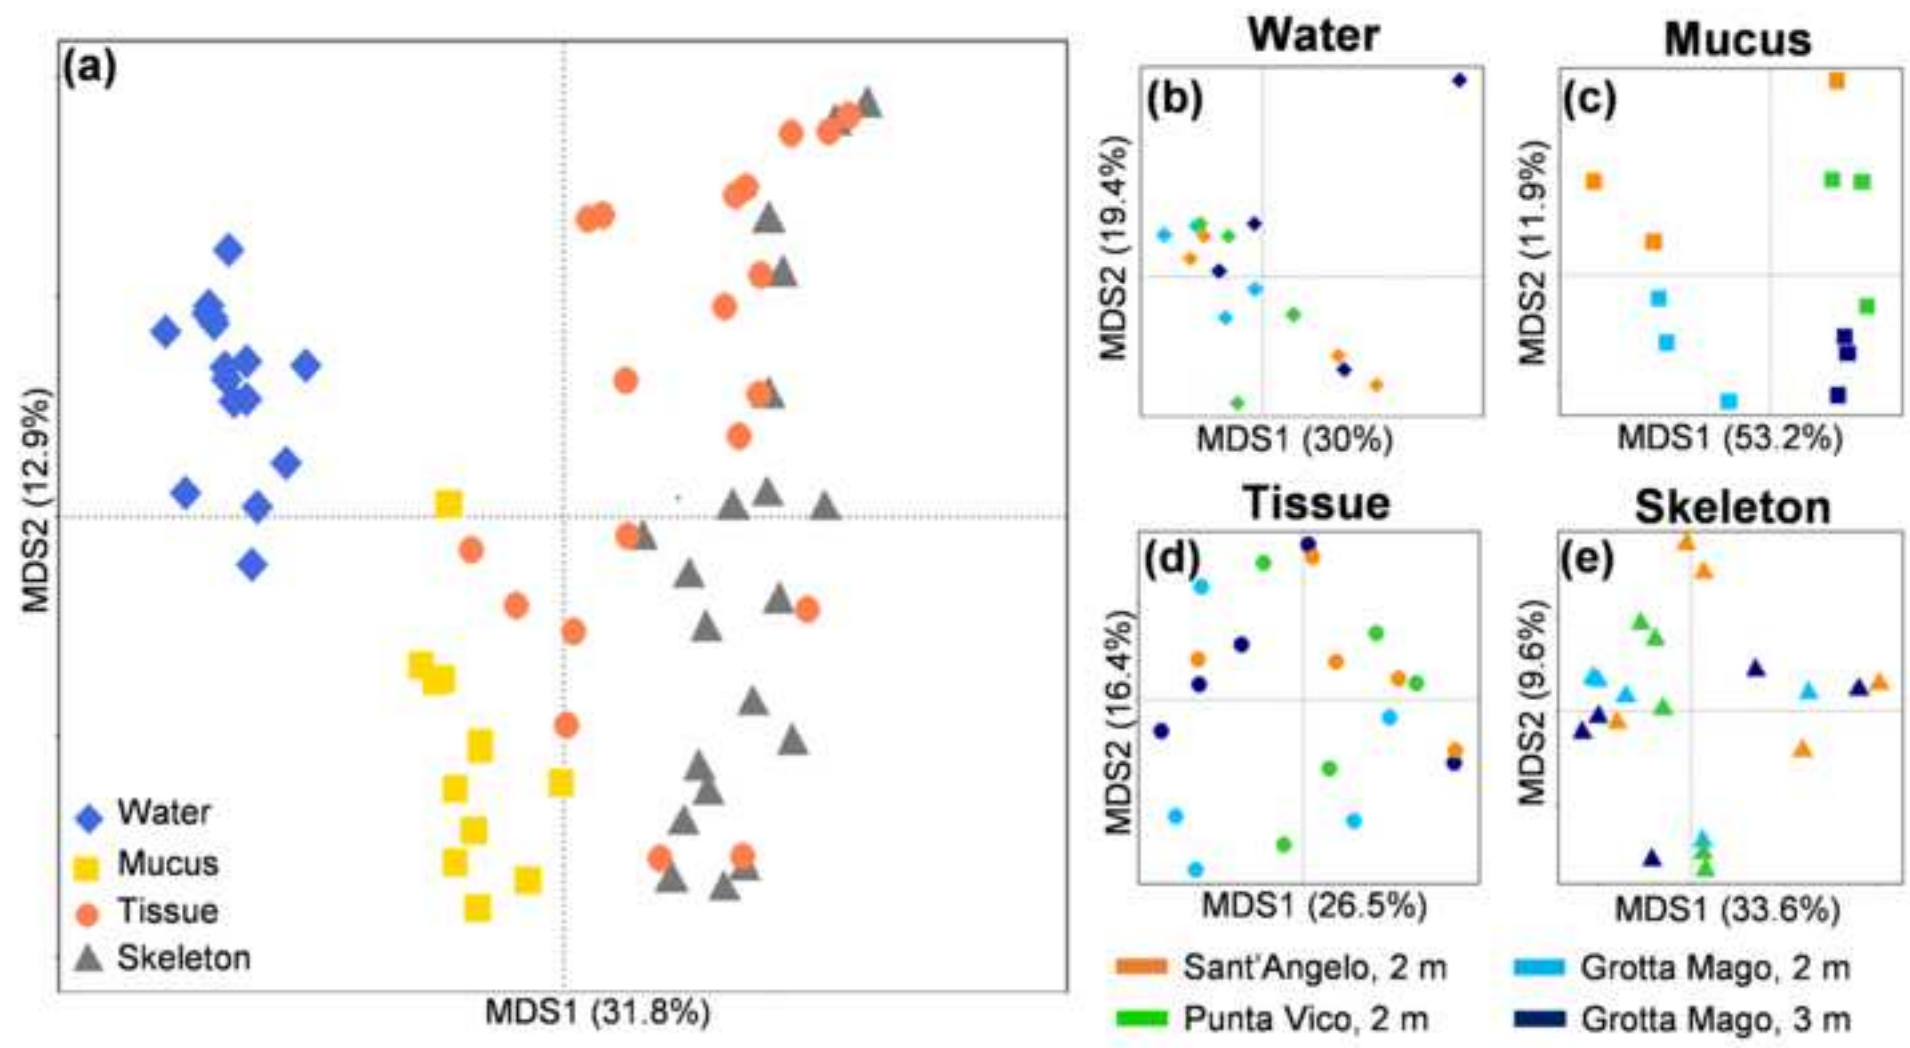 (a)
MDS2 (12.9%)
Water
Mucus
Tissue
Skeleton
MDS1 (31.8%)
Water
(b)
MDS2 (19.4%)
MDS1 (30%)
Mucus
(c)
MDS2 (11.9%)
MDS1 (53.2%)
Tissue
(d)
MDS2 (16.4%)
MDS1 (26.5%)
Skeleton
(e)
MDS2 (9.6%)
MDS1 (33.6%)
Sant'Angelo, 2 m
Punta Vico, 2 m
Grotta Mago, 2 m
Grotta Mago, 3 m